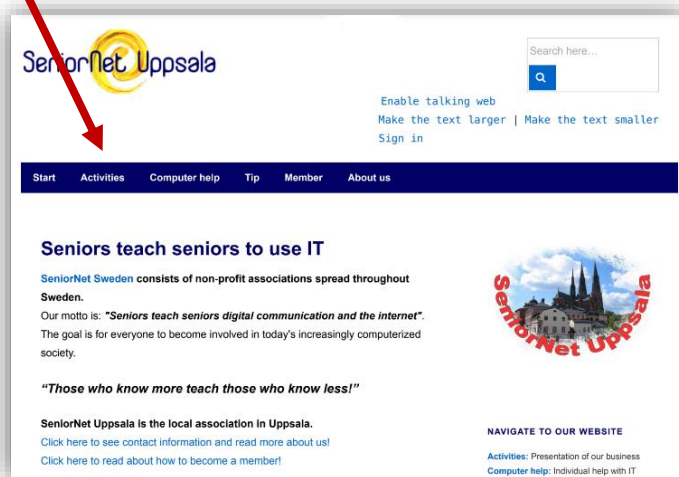 SeniorNet Uppsala
Search here...
Enable talking web
Make the text larger | Make the text smaller
Sign in
Start Activities Computer help Tip Member About us
Seniors teach seniors to use IT
SeniorNet Sweden consists of non-profit associations spread throughout
Sweden.
Our motto is: "Seniors teach seniors digital communication and the internet".
The goal is for everyone to become involved in today's increasingly computerized
society.
“Those who know more teach those who know less!”
SeniorNet Uppsala is the local association in Uppsala.
Click here to see contact information and read more about us!
Click here to read about how to become a member!
SeniorNet Uppsala
NAVIGATE TO OUR WEBSITE
Activities: Presentation of our business
Computer help: Individual help with IT